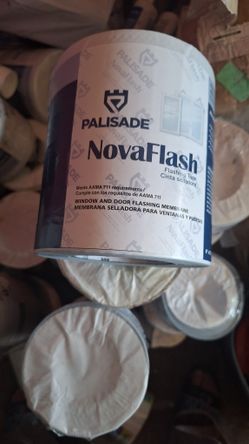 PALISADE®
NovaFlash
Flashing Tape
Cinta selladora
Meets AAMA 711 requirements/
Cumple con los requisitos de AAMA 711
WINDOW AND DOOR FLASHING MEMBRANE
MEMBRANA SELLADORA PARA VENTANAS Y